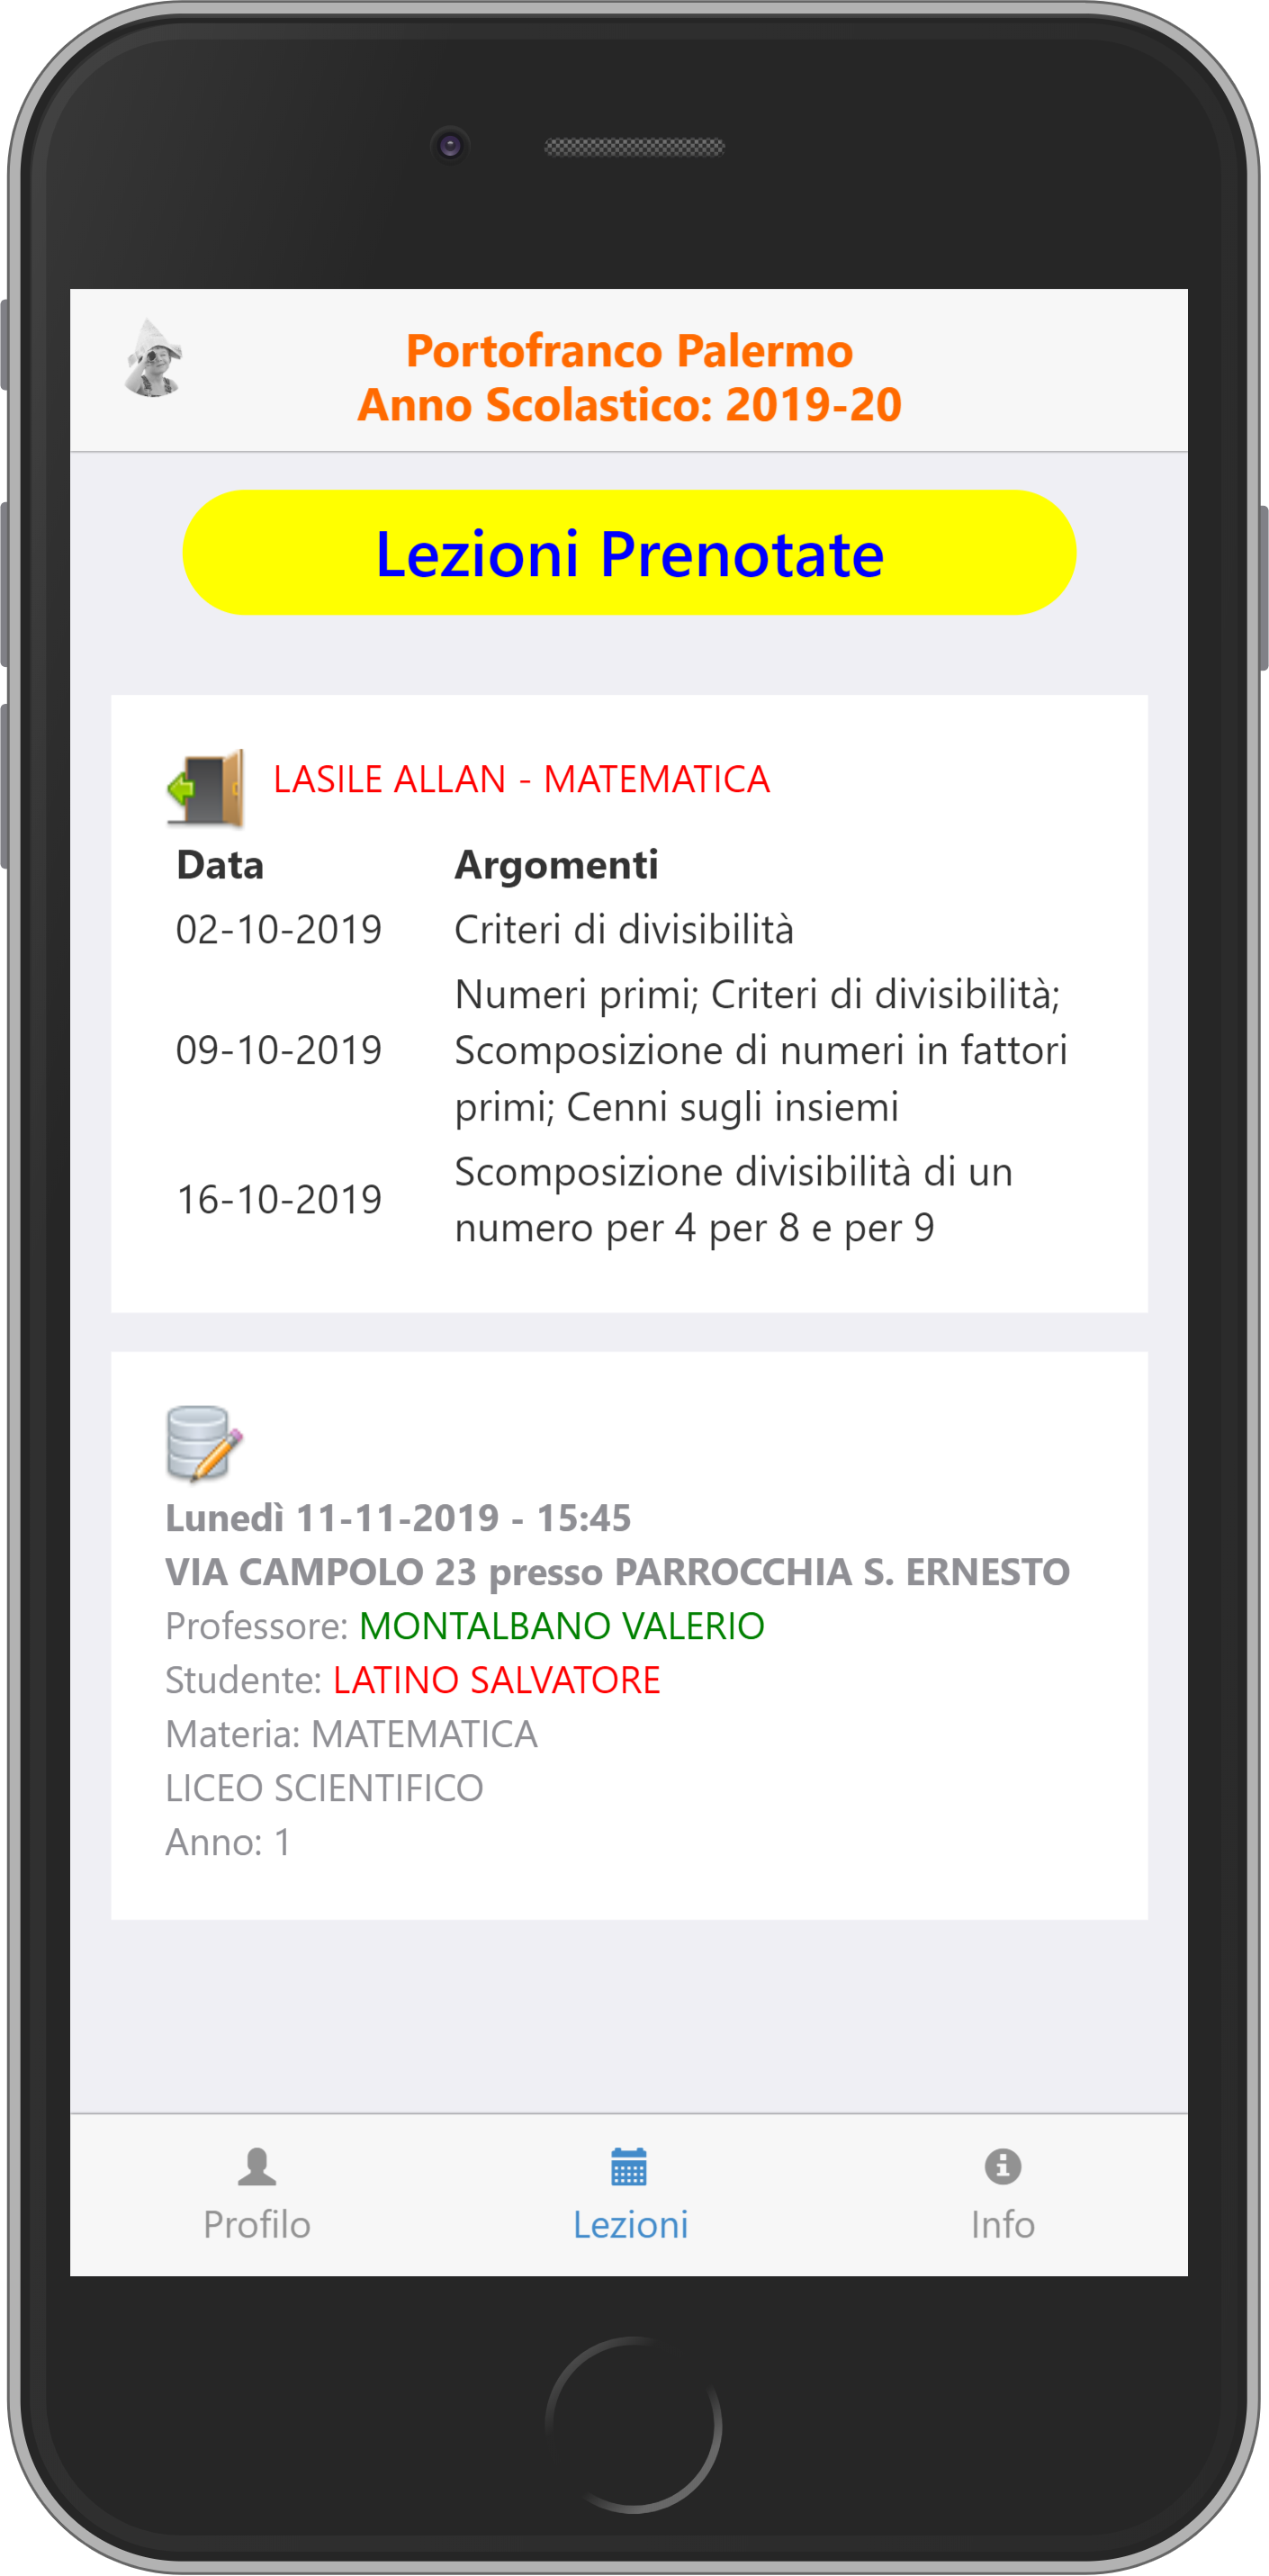 Portofranco Palermo
Anno Scolastico: 2019-20
Lezioni Prenotate
LASILE ALLAN - MATEMATICA
Data Argomenti
02-10-2019 Criteri di divisibilità
09-10-2019 Numeri primi; Criteri di divisibilità;
Scomposizione di numeri in fattori
primi; Cenni sugli insiemi
16-10-2019 Scomposizione divisibilità di un
numero per 4 per 8 e per 9
Lunedì 11-11-2019 - 15:45
VIA CAMPOLO 23 presso PARROCCHIA S. ERNESTO
Professore: MONTALBANO VALERIO
Studente: LATINO SALVATORE
Materia: MATEMATICA
LICEO SCIENTIFICO
Anno: 1
Profilo Lezioni Info